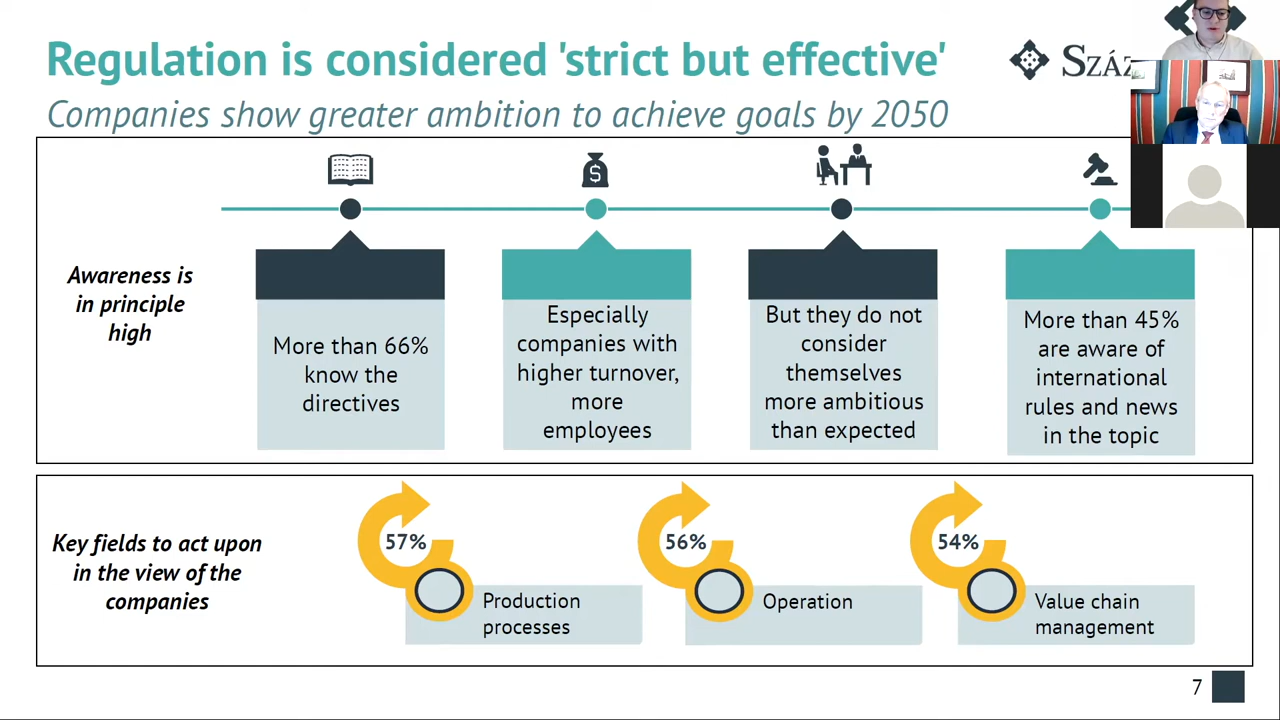 Regulation is considered 'strict but effective'
Companies show greater ambition to achieve goals by 2050
Awareness is
in principle
high
More than 66%
know the
directives
Especially
companies with
higher turnover,
more
employees
But they do not
consider
themselves
more ambitious
than expected
More than 45%
are aware of
international
rules and news
in the topic
Key fields to act upon
in the view of the
companies
57%
Production
processes
56%
Operation
54%
Value chain
management
7